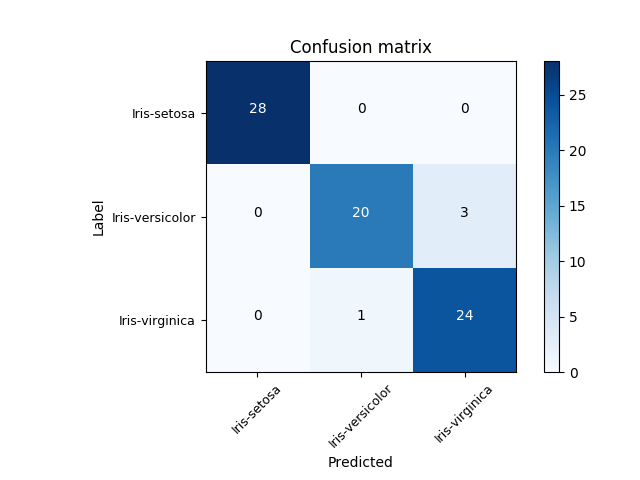 Confusion matrix
Iris-setosa
28 0 0
25
20
Iris-versicolor
0 20 3
15
Label
10
Iris-virginica
0 1 24
5
0
Iris-setosa
Iris-versicolor
Iris-virginica
Predicted